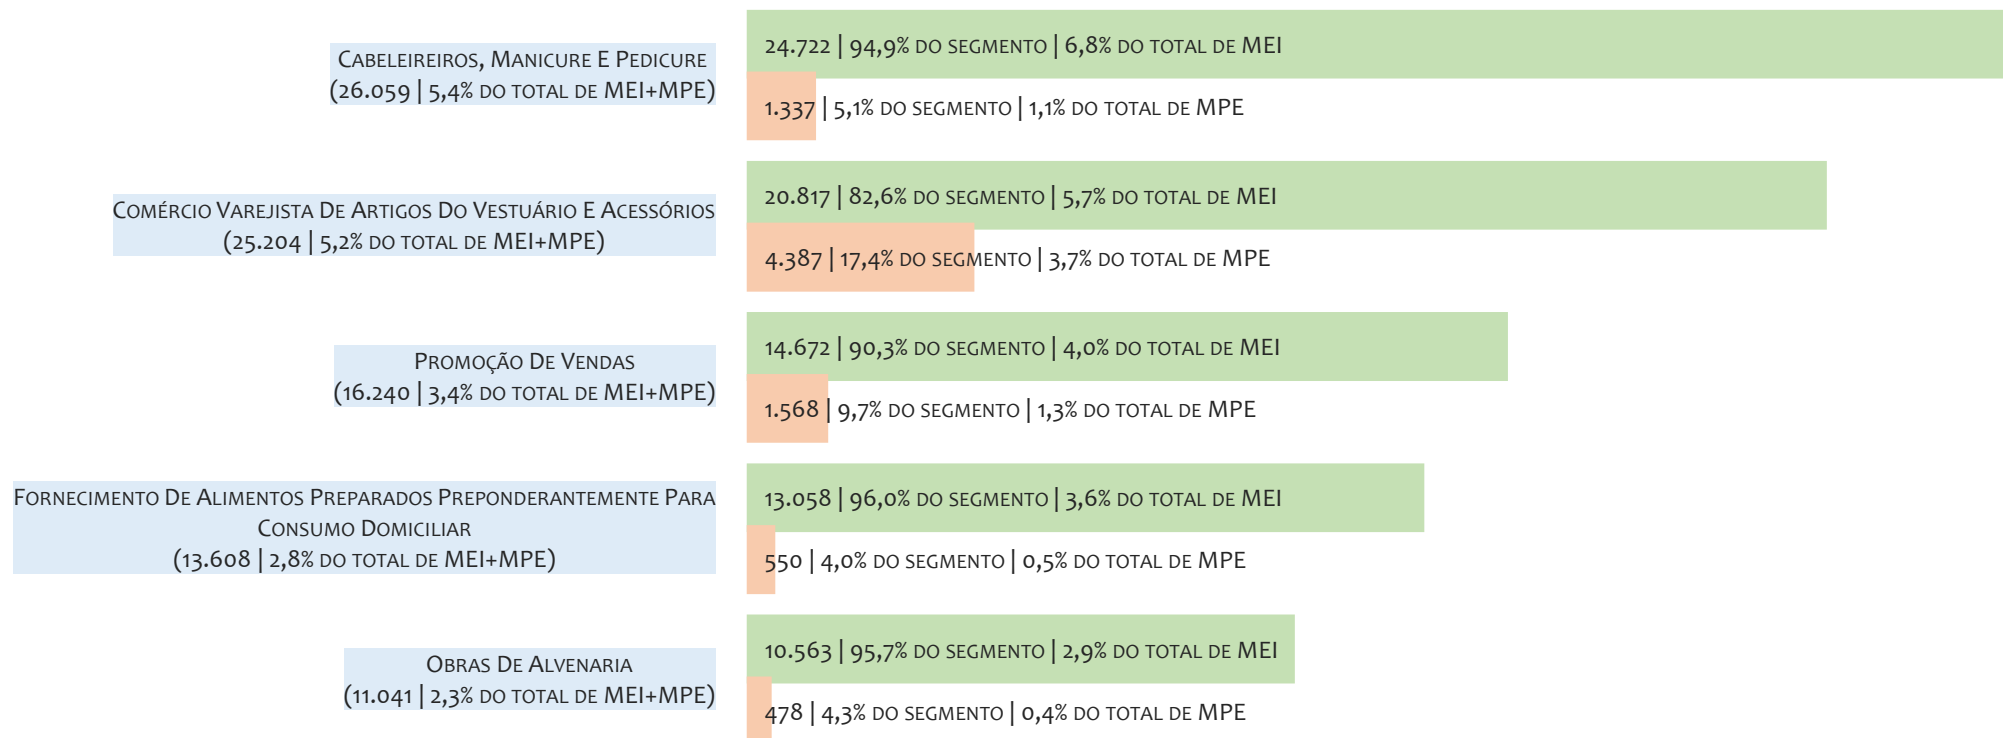 Cabeleireiros, Manicure E Pedicure
(26.059 | 5,4% do total de MEI+MPE)
24.722 | 94,9% do segmento | 6,8% do total de MEI
1.337 | 5,1% do segmento | 1,1% do total de MPE
Comércio Varejista De Artigos Do Vestuário E Acessórios
(25.204 | 5,2% do total de MEI+MPE)
20.817 | 82,6% do segmento | 5,7% do total de MEI
4.387 | 17,4% do segmento | 3,7% do total de MPE
Promoção De Vendas
(16.240 | 3,4% do total de MEI+MPE)
14.672 | 90,3% do segmento | 4,0% do total de MEI
1.568 | 9,7% do segmento | 1,3% do total de MPE
Fornecimento De Alimentos Preparados Preponderantemente Para
Consumo Domiciliar
(13.608 | 2,8% do total de MEI+MPE)
13.058 | 96,0% do segmento | 3,6% do total de MEI
550 | 4,0% do segmento | 0,5% do total de MPE
Obras De Alvenaria
(11.041 | 2,3% do total de MEI+MPE)
10.563 | 95,7% do segmento | 2,9% do total de MEI
478 | 4,3% do segmento | 0,4% do total de MPE